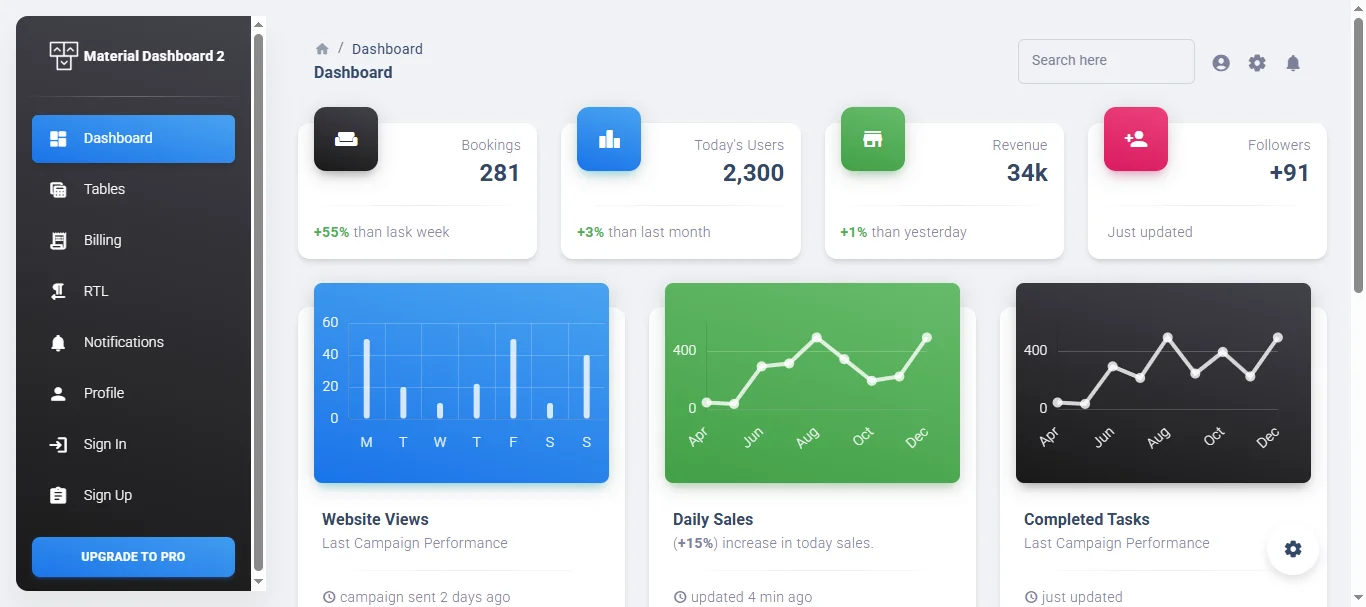 Material Dashboard 2
Dashboard
Tables
Billing
RTL
Notifications
Profile
Sign In
Sign Up
UPGRADE TO PRO
/ Dashboard
Dashboard
Search here
Bookings
281
+55% than lask week
Today's Users
2,300
+3% than last month
Revenue
34k
+1% than yesterday
Followers
+91
Just updated
60
40
20
0
M T W T F S S
Website Views
Last Campaign Performance
campaign sent 2 days ago
400
0
Apr Jun Aug Oct Dec
Daily Sales
(+15%) increase in today sales.
updated 4 min ago
400
0
Apr Jun Aug Oct Dec
Completed Tasks
Last Campaign Performance
just updated